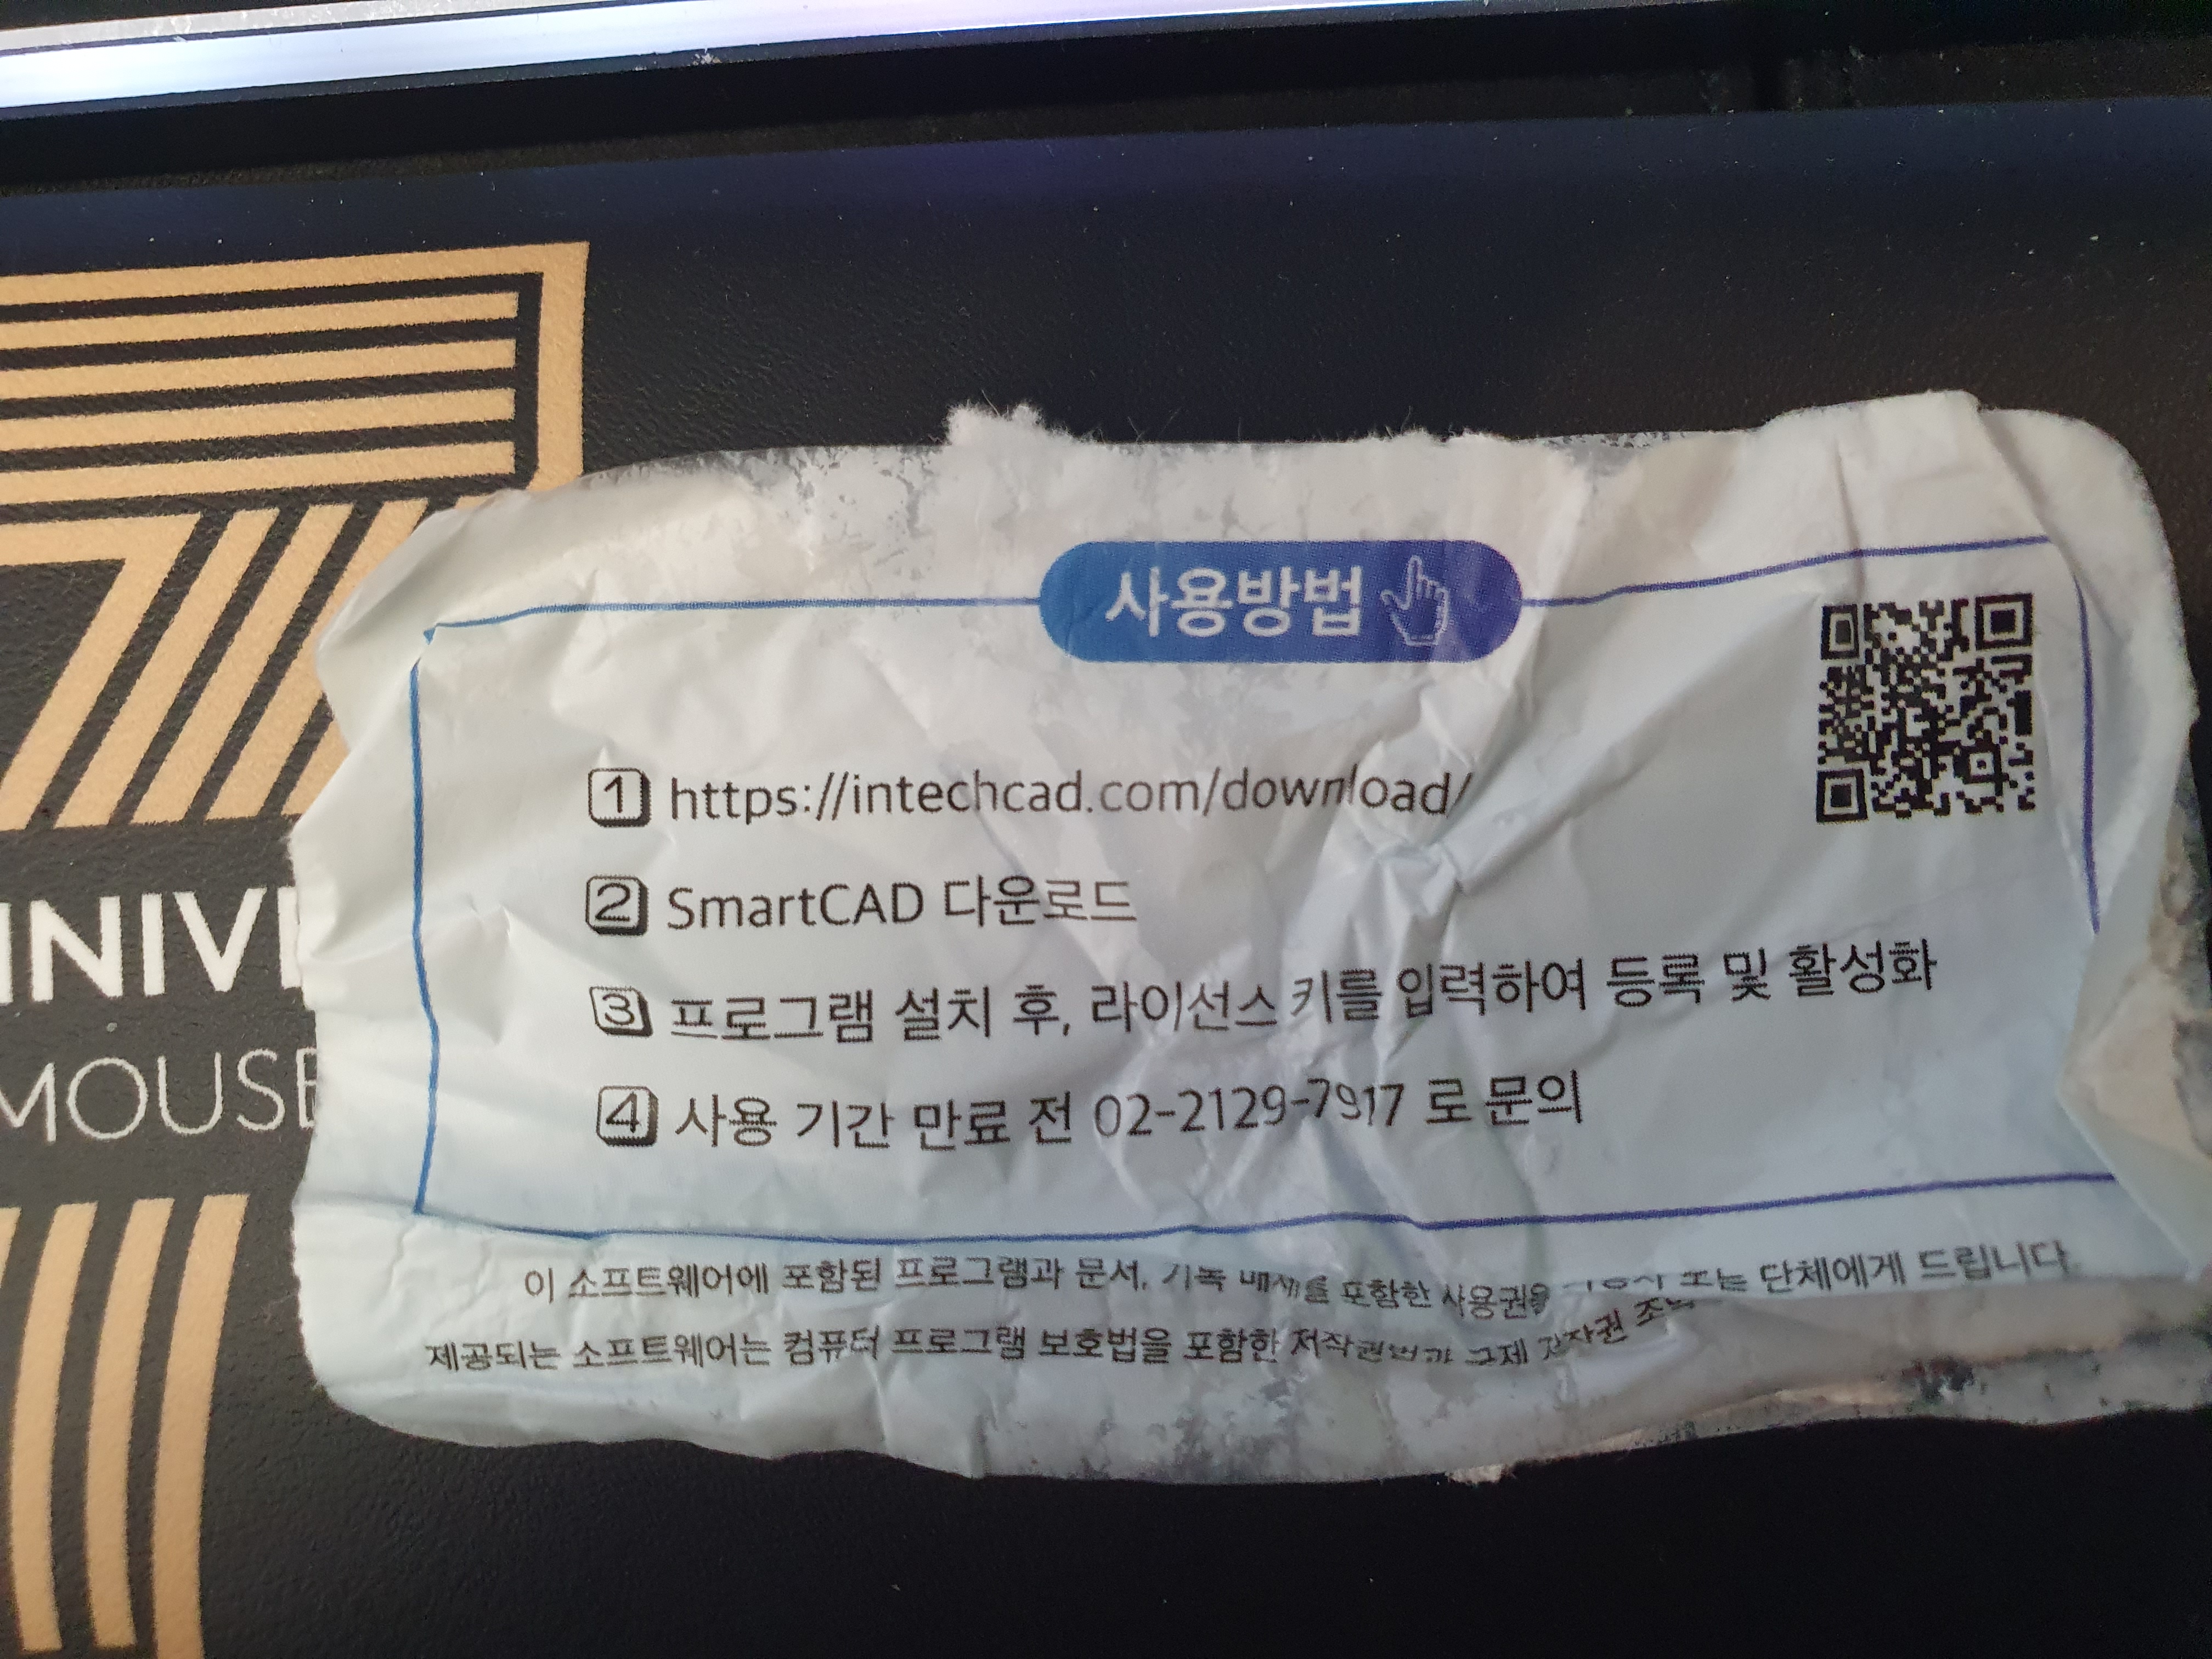 사용방법
1 https://intechcad.com/download/
2 SmartCAD 다운로드
3 프로그램 설치 후, 라이선스 키를 입력하여 등록 및 활성화
4 사용 기간 만료 전 02-2129-7917 로 문의
이 소프트웨어에 포함된 프로그램과 문서, 포함한 사용권을 또는 단체에게 드립니다.
제공되는 소프트웨어는 컴퓨터 프로그램 보호법을 포함한
MOUSE